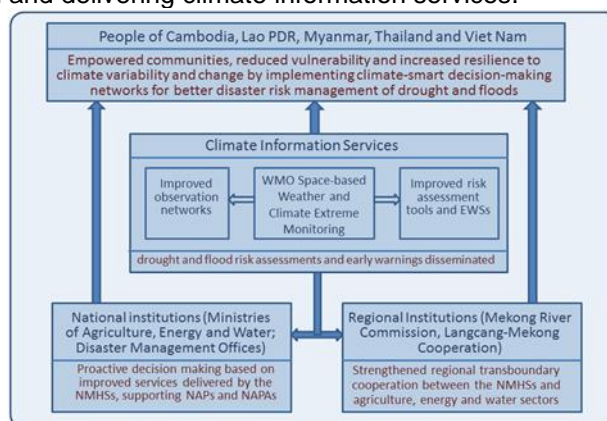 and delivering climate information services.
People of Cambodia, Lao PDR, Myanmar, Thailand and Viet Nam
Empowered communities, reduced vulnerability and increased resilience to
climate variability and change by implementing climate-smart decision-making
networks for better disaster risk management of drought and floods
Climate Information Services
Improved
observation
networks
WMO Space-based
Weather and
Climate Extreme
Monitoring
Improved risk
assessment
tools and EWSs
drought and flood risk assessments and early warnings disseminated
National institutions (Ministries
of Agriculture, Energy and Water;
Disaster Management Offices)
Proactive decision making based on
improved services delivered by the
NMHSs, supporting NAPs and NAPAs
Regional Institutions (Mekong River
Commission, Langcang-Mekong
Cooperation)
Strengthened regional transboundary
cooperation between the NMHSs and
agriculture, energy and water sectors